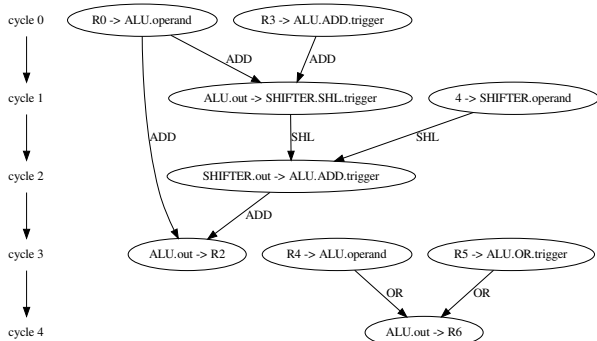 cycle 0
R0 -> ALU.operand
R3 -> ALU.ADD.trigger
ADD
ADD
cycle 1
ALU.out -> SHIFTER.SHL.trigger
4 -> SHIFTER.operand
ADD
SHL
SHL
cycle 2
SHIFTER.out -> ALU.ADD.trigger
ADD
cycle 3
ALU.out -> R2
R4 -> ALU.operand
R5 -> ALU.OR.trigger
OR
OR
cycle 4
ALU.out -> R6